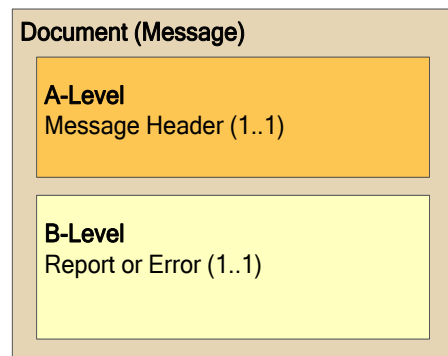 Document (Message)
A-Level
Message Header (1..1)
B-Level
Report or Error (1..1)